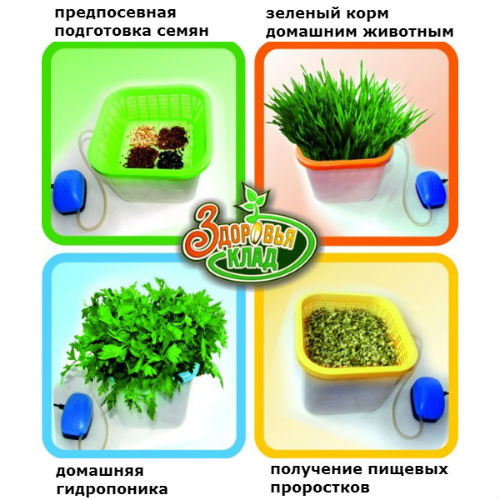 предпосевная
подготовка семян
зеленый корм
домашним животным
Здоровья
клад
домашняя
гидропоника
получение пищевых
проростков